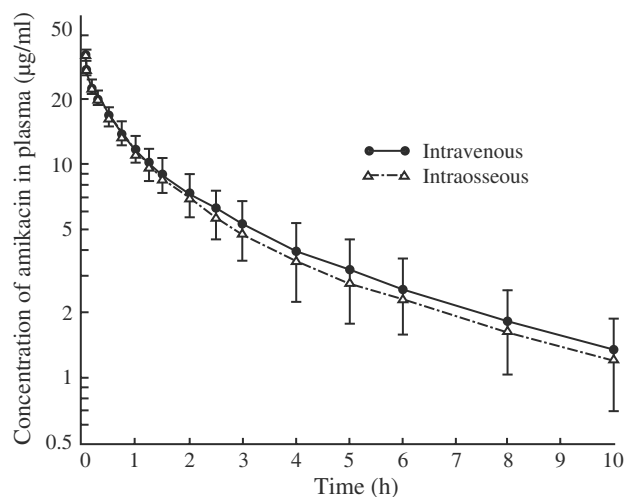 Concentration of amikacin in plasma (µg/ml)
50
20
10
5
2
1
0.5
Intravenous
Intraosseous
0 1 2 3 4 5 6 7 8 9 10
Time (h)